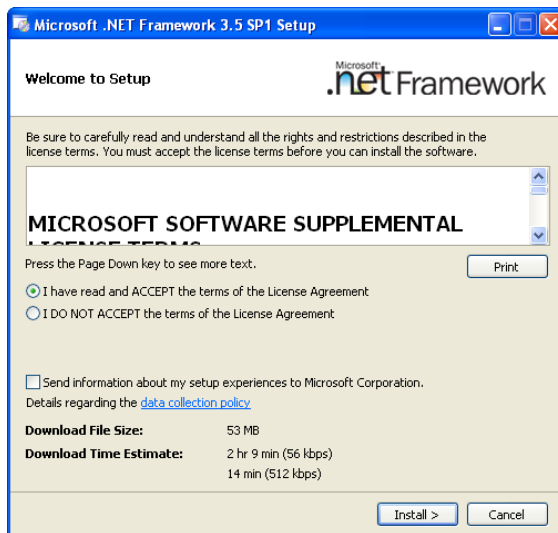 Microsoft .NET Framework 3.5 SP1 Setup
Welcome to Setup
Microsoft
.net Framework
Be sure to carefully read and understand all the rights and restrictions described in the
license terms. You must accept the license terms before you can install the software.
MICROSOFT SOFTWARE SUPPLEMENTAL
LICENSE TERMS
Press the Page Down key to see more text.
Print
I have read and ACCEPT the terms of the License Agreement
I DO NOT ACCEPT the terms of the License Agreement
Send information about my setup experiences to Microsoft Corporation.
Details regarding the data collection policy
Download File Size: 53 MB
Download Time Estimate: 2 hr 9 min (56 kbps)
14 min (512 kbps)
Install >
Cancel